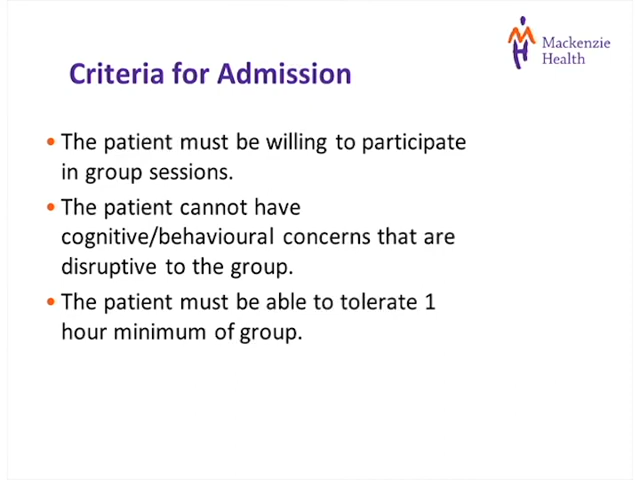 Mackenzie
Health
Criteria for Admission
• The patient must be willing to participate
in group sessions.
• The patient cannot have
cognitive/behavioural concerns that are
disruptive to the group.
• The patient must be able to tolerate 1
hour minimum of group.